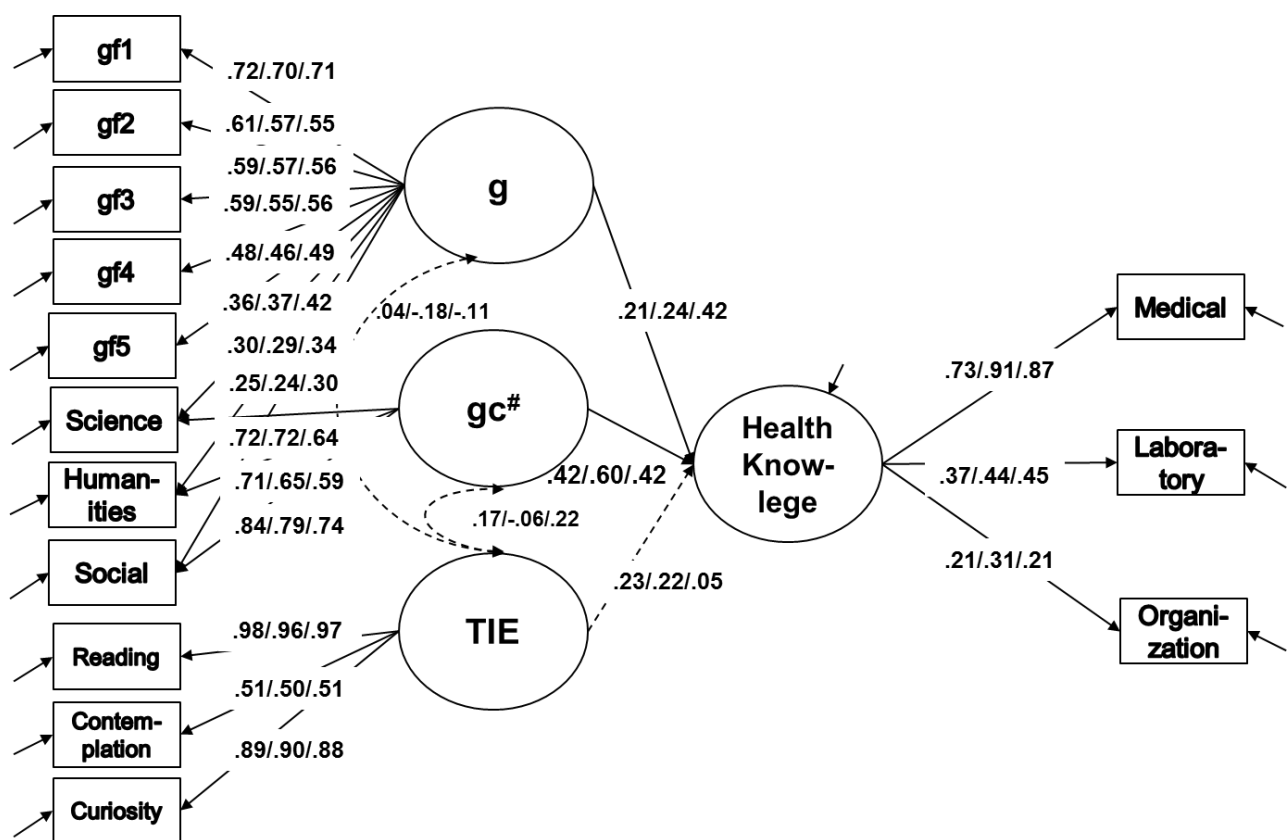 gf1
gf2
gf3
gf4
gf5
Science
Human-
ities
Social
Reading
Contem-
plation
Curiosity
.72/.70/.71
.61/.57/.55
.59/.57/.56
.59/.55/.56
.48/.46/.49
.36/.37/.42
.30/.29/.34
.25/.24/.30
.72/.72/.64
.71/.65/.59
.84/.79/.74
.98/.96/.97
.51/.50/.51
.89/.90/.88
g
.04/-.18/-.11
gc#
.17/-.06/.22
TIE
.21/.24/.42
.42/.60/.42
.23/.22/.05
Health
Know-
lege
.73/.91/.87
.37/.44/.45
.21/.31/.21
Medical
Labora-
tory
Organi-
zation